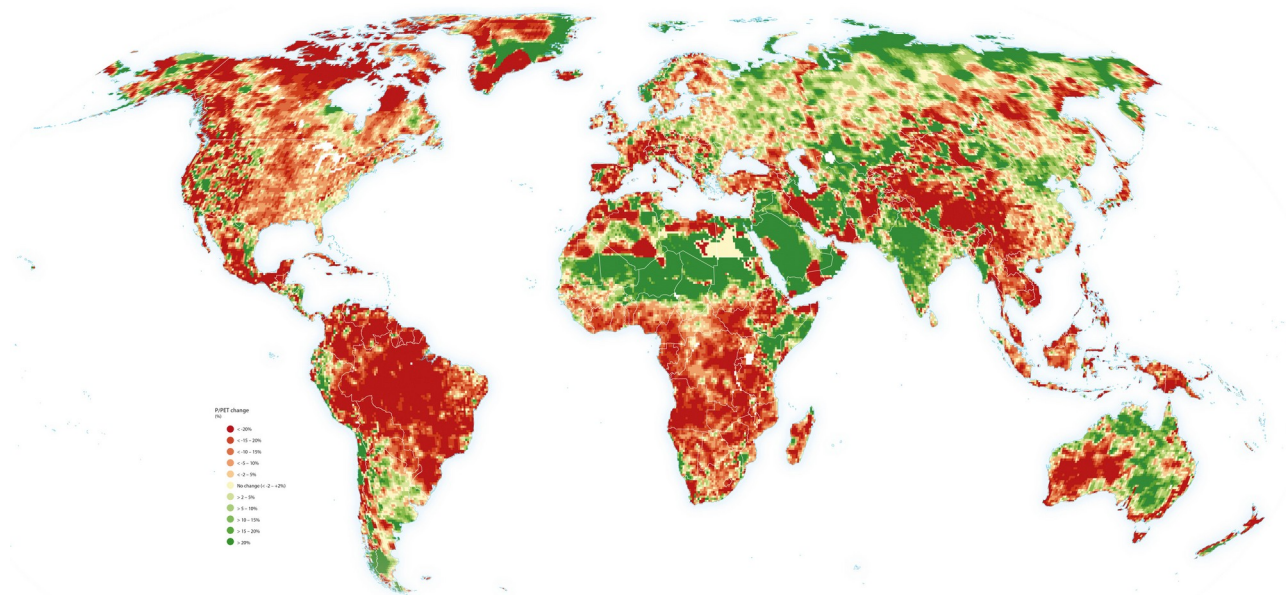 P/PET change
(%)
< -20%
< -15 – 20%
< -10 – 15%
< -5 – 10%
< -2 – 5%
No change (< -2 – +2%)
> 2 – 5%
> 5 – 10%
> 10 – 15%
> 15 – 20%
> 20%